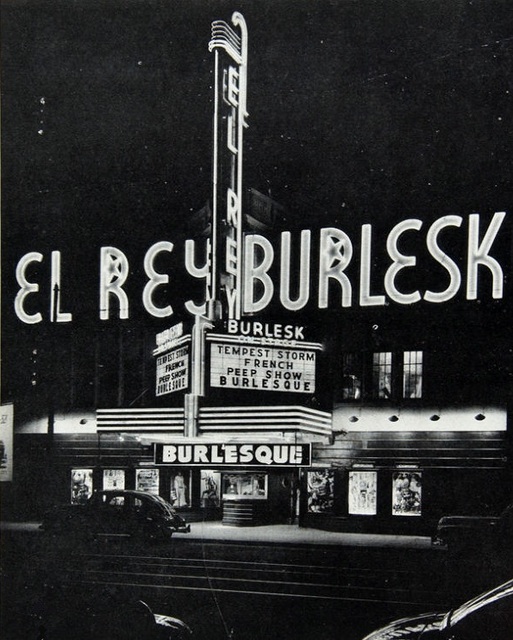 EL REY
EL REY BURLESK
BURLESK
TEMPEST STORM
FRENCH
PEEP SHOW
BURLESQUE
TEMPEST STORM
FRENCH
PEEP SHOW
BURLESQUE
BURLESQUE